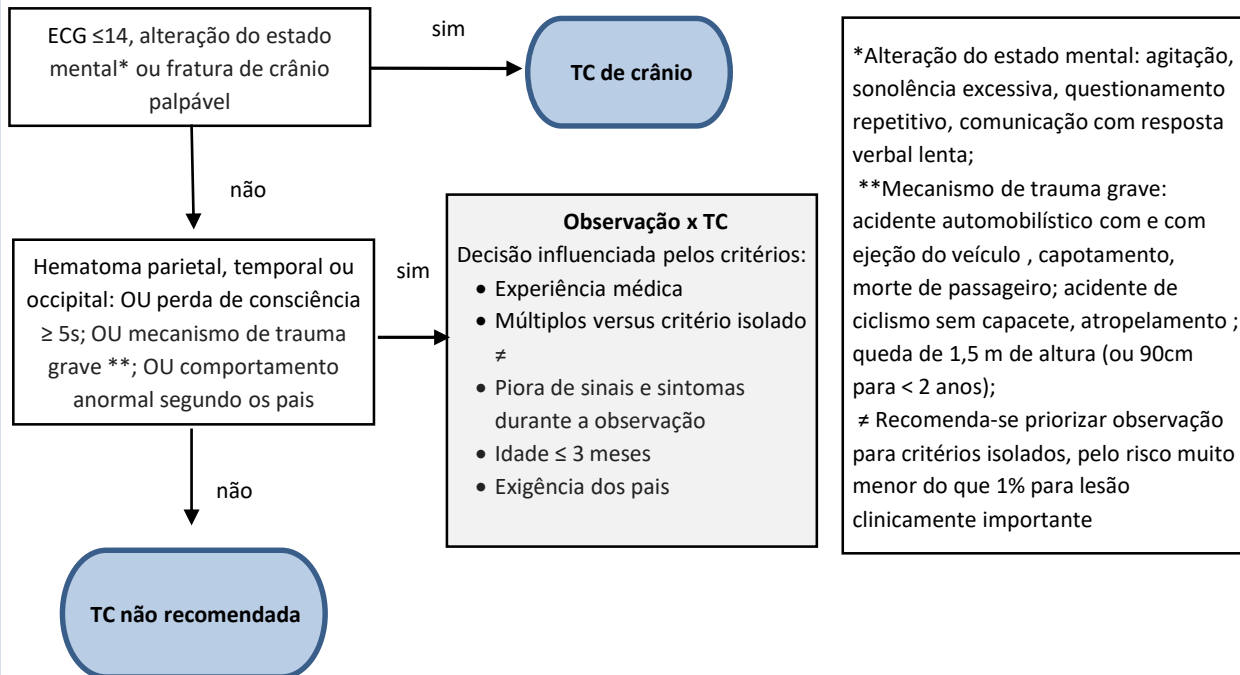 ECG ≤14, alteração do estado
mental* ou fratura de crânio
palpável
sim
TC de crânio
não
Hematoma parietal, temporal ou
occipital: OU perda de consciência
≥ 5s; OU mecanismo de trauma
grave **; OU comportamento
anormal segundo os pais
sim
Observação x TC
Decisão influenciada pelos critérios:
• Experiência médica
• Múltiplos versus critério isolado
≠
• Piora de sinais e sintomas
durante a observação
• Idade ≤ 3 meses
• Exigência dos pais
não
TC não recomendada
*Alteração do estado mental: agitação,
sonolência excessiva, questionamento
repetitivo, comunicação com resposta
verbal lenta;
**Mecanismo de trauma grave:
acidente automobilístico com e com
ejeção do veículo , capotamento,
morte de passageiro; acidente de
ciclismo sem capacete, atropelamento ;
queda de 1,5 m de altura (ou 90cm
para < 2 anos);
≠ Recomenda-se priorizar observação
para critérios isolados, pelo risco muito
menor do que 1% para lesão
clinicamente importante